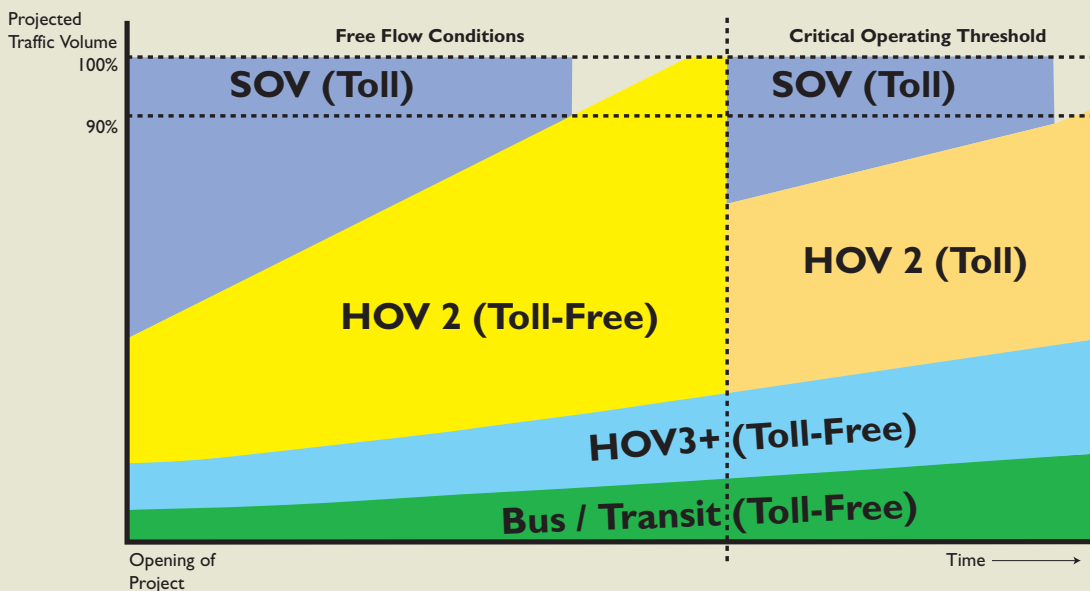 Projected
Traffic Volume
Free Flow Conditions
Critical Operating Threshold
100%
SOV (Toll)
SOV (Toll)
90%
HOV 2 (Toll)
HOV 2 (Toll-Free)
HOV3+ (Toll-Free)
Bus / Transit (Toll-Free)
Opening of
Project
Time